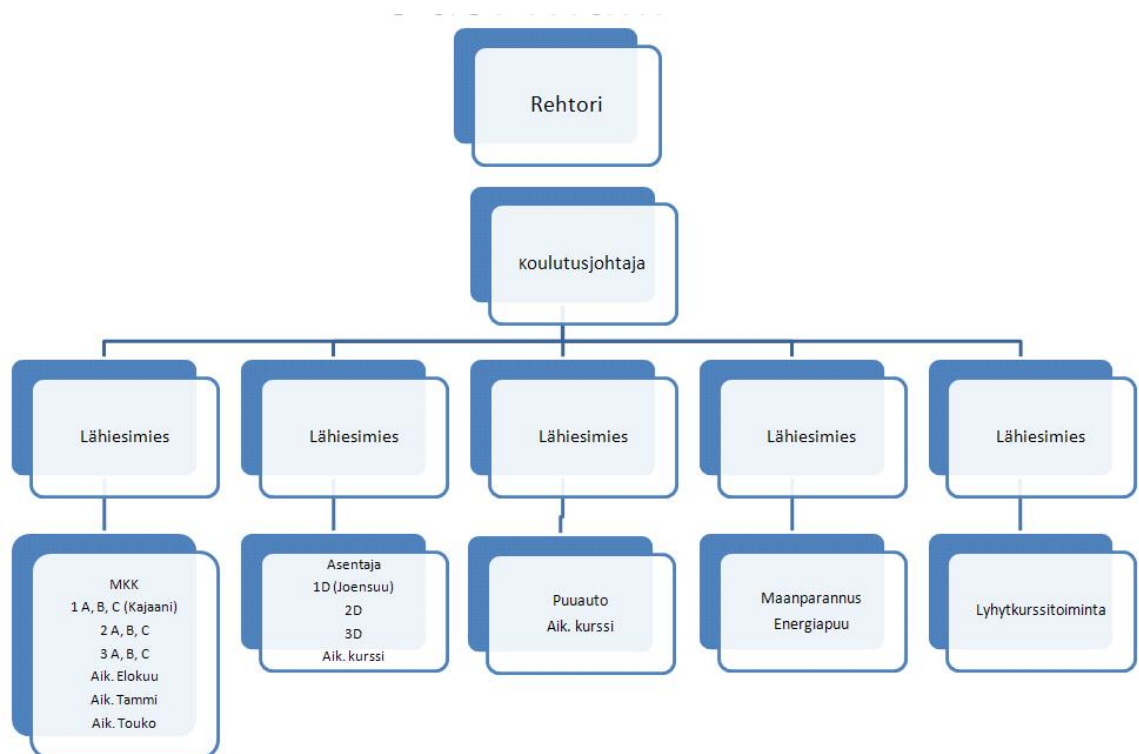 Rehtori
Koulutusjohtaja
Lähiesimies
Lähiesimies
Lähiesimies
Lähiesimies
Lähiesimies
MKK
1 A, B, C (Kajaani)
2 A, B, C
3 A, B, C
Aik. Elokuu
Aik. Tammi
Aik. Touko
Asentaja
1D (Joensuu)
2D
3D
Aik. kurssi
Puuauto
Aik. kurssi
Maanparannus
Energiapuu
Lyhytkurssitoiminta